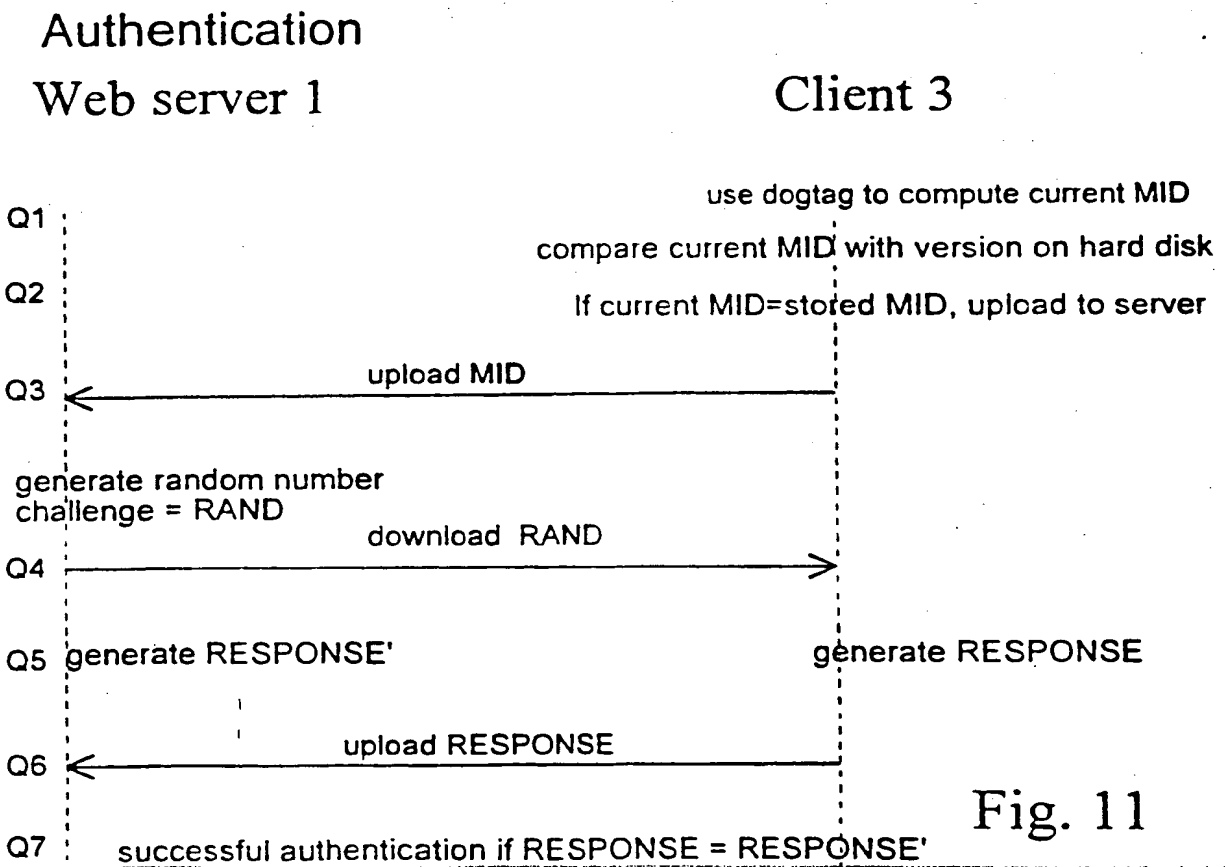 Authentication
Web server 1
Client 3
use dogtag to compute current MID
Q1
compare current MID with version on hard disk
Q2
If current MID=stored MID, upload to server
upload MID
Q3
generate random number
challenge = RAND
download RAND
Q4
Q5 generate RESPONSE' generate RESPONSE
upload RESPONSE
Q6
Fig. 11
Q7 successful authentication if RESPONSE = RESPONSE'